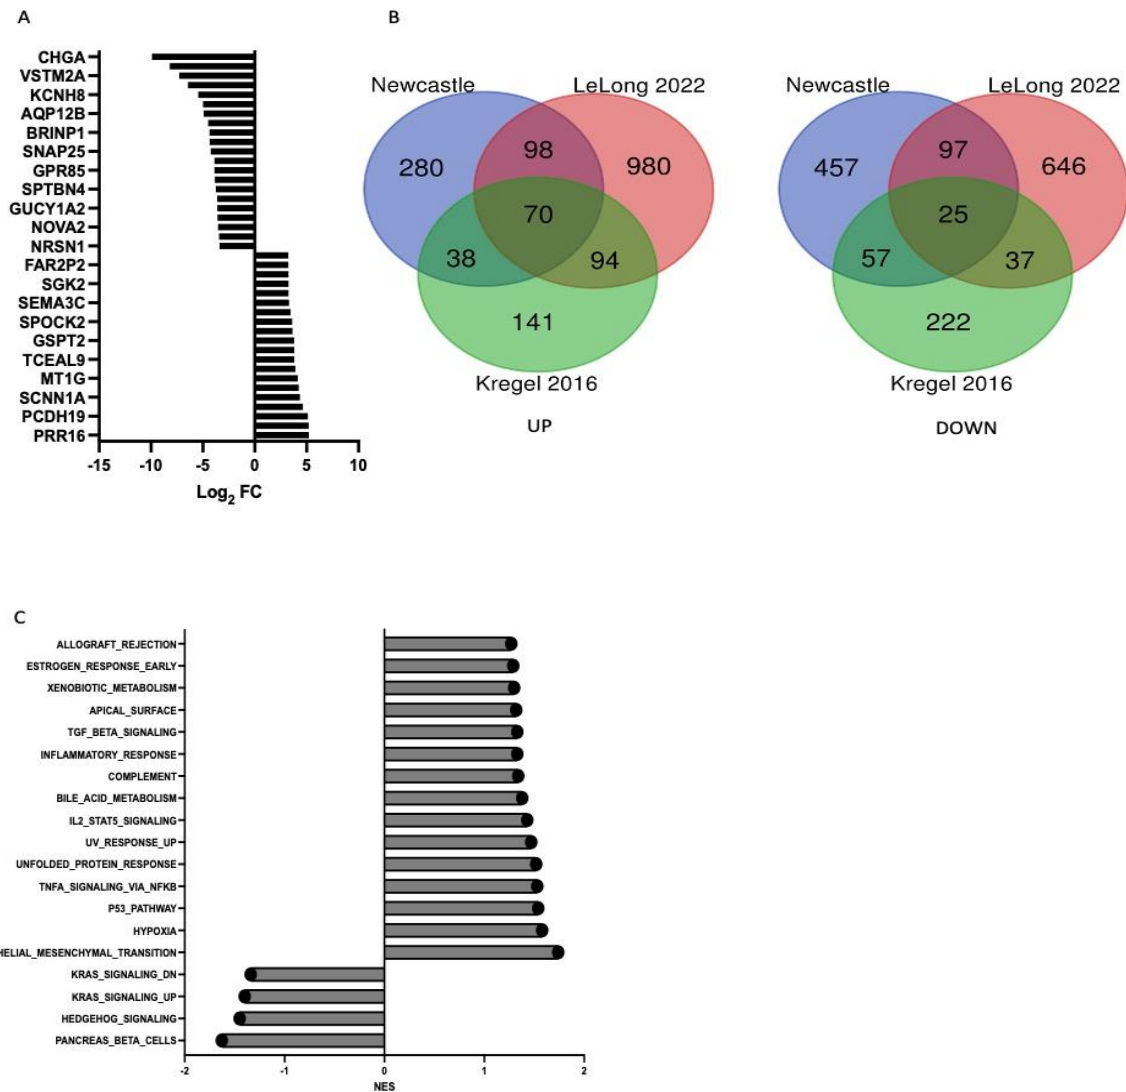 A
CHGA
VSTM2A
KCNH8
AQP12B
BRINP1
SNAP25
GPR85
SPTBN4
GUCY1A2
NOVA2
NRSN1
FAR2P2
SGK2
SEMA3C
SPOCK2
GSPT2
TCEAL9
MT1G
SCNN1A
PCDH19
PRR16
-15 -10 -5 0 5 10
Log2 FC
B
Newcastle LeLong 2022
280 98 980
70
38 94
141
Kregel 2016
UP
Newcastle LeLong 2022
457 97 646
25
57 37
222
Kregel 2016
DOWN
C
ALLOGRAFT_REJECTION
ESTROGEN_RESPONSE_EARLY
XENOBIOTIC_METABOLISM
APICAL_SURFACE
TGF_BETA_SIGNALING
INFLAMMATORY_RESPONSE
COMPLEMENT
BILE_ACID_METABOLISM
IL2_STAT5_SIGNALING
UV_RESPONSE_UP
UNFOLDED_PROTEIN_RESPONSE
TNFA_SIGNALING_VIA_NFKB
P53_PATHWAY
HYPOXIA
HELIAL_MESENCHYMAL_TRANSITION
KRAS_SIGNALING_DN
KRAS_SIGNALING_UP
HEDGEHOG_SIGNALING
PANCREAS_BETA_CELLS
-2 -1 0 1 2
NES